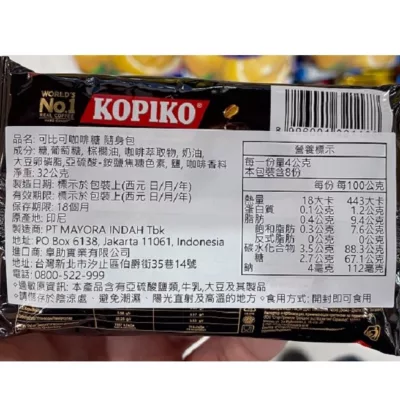 WORLD'S
No.1
REAL COFFEE
KOPIKO®
品名: 可比可咖啡糖 隨身包
成分: 糖, 葡萄糖, 棕櫚油, 咖啡萃取物, 奶油,
大豆卵磷脂, 亞硫酸-銨鹽焦糖色素, 鹽, 咖啡香料
淨重: 32公克
製造日期: 標示於包裝上(西元 日/月/年)
有效期限: 標示於包裝上(西元 日/月/年)
保存期限: 18個月
原產地: 印尼
製造商: PT MAYORA INDAH Tbk
地址: PO Box 6138, Jakarta 11061, Indonesia
進口商: 阜助實業有限公司
地址: 台灣新北市汐止區伯爵街35巷14號
電話: 0800-522-999
※過敏原資訊: 本產品含有亞硫酸鹽類,牛乳,大豆及其製品
※請保存於陰涼處, 避免潮濕、陽光直射及高溫的地方 ※食用方式: 開封即可食用
營養標示
每一份量4公克
本包裝含8份
每份 每100公克
熱量 18大卡 443大卡
蛋白質 0.1公克 1.2公克
脂肪 0.4公克 9.4公克
飽和脂肪 0.3公克 7.6公克
反式脂肪 0公克 0公克
碳水化合物 3.5公克 88.3公克
糖 2.7公克 67.1公克
鈉 4毫克 112毫克